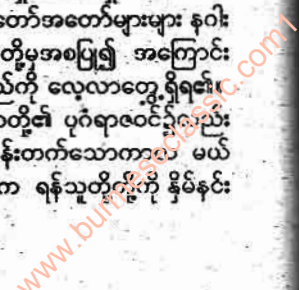 တော်အတော်များများ နဂါး
တို့မှအစပြု၍ အကြောင်း
ည်ကို လေ့လာတွေ့ရှိရ၏။
တို့၏ ပုဂံရာဇဝင်၌လည်း
န်းတက်သောကာလ မယ်
က ရန်သူတို့ကို နှိမ်နင်း
www.burmeseclassic.com